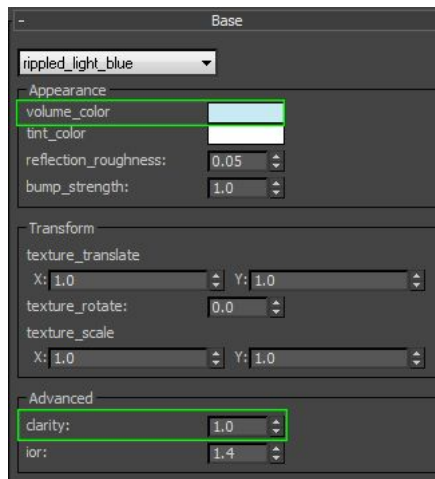 - Base
rippled_light_blue
Appearance
volume_color
tint_color
reflection_roughness: 0.05
bump_strength: 1.0
Transform
texture_translate
X: 1.0 Y: 1.0
texture_rotate: 0.0
texture_scale
X: 1.0 Y: 1.0
Advanced
clarity: 1.0
ior: 1.4